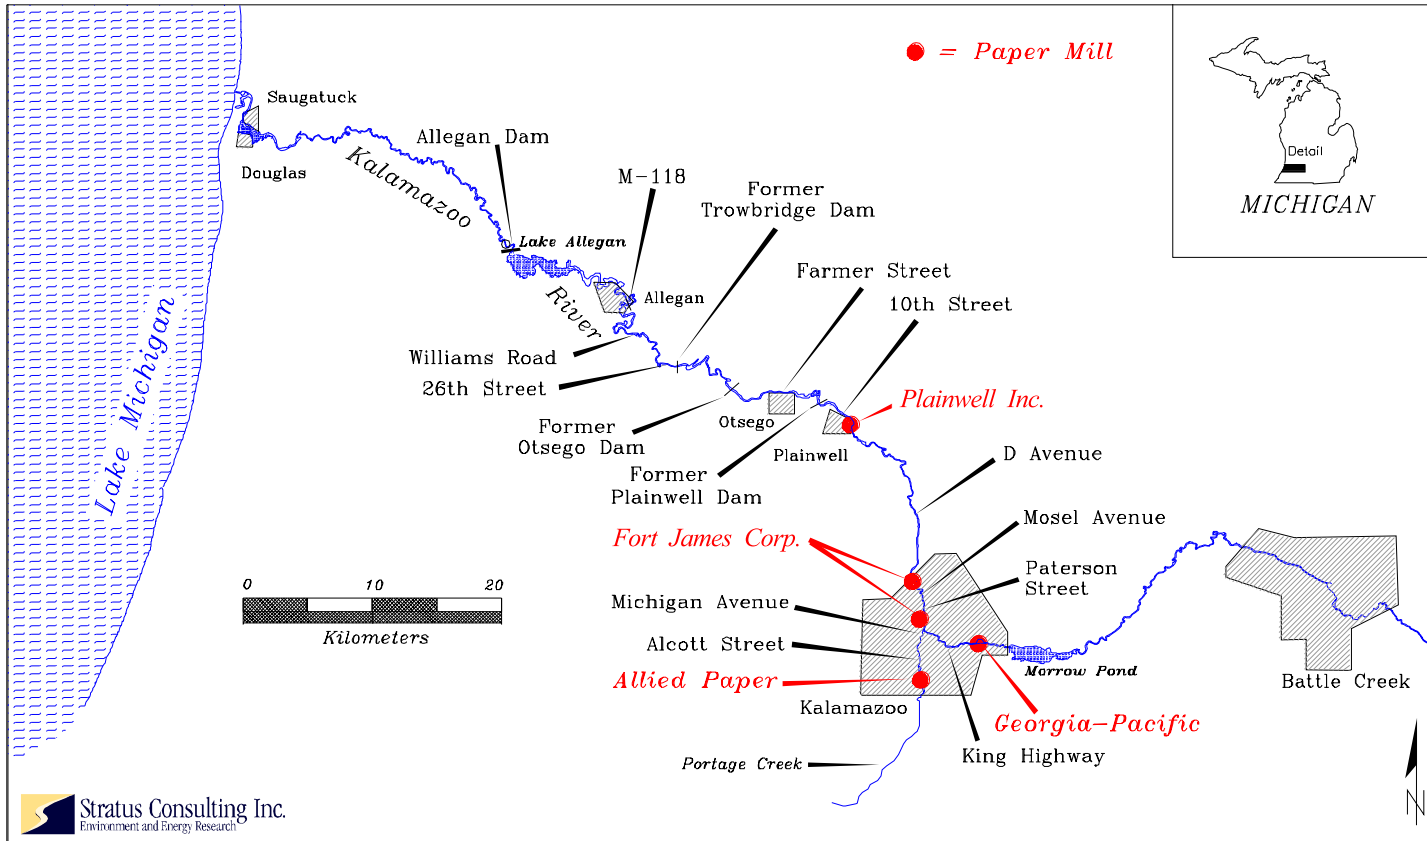 = Paper Mill
Saugatuck
Douglas
Kalamazoo
River
Allegan Dam
M-118
Former
Trowbridge Dam
Detail
MICHIGAN
Lake Allegan
Allegan
Farmer Street
10th Street
Williams Road
26th Street
Lake Michigan
Plainwell Inc.
Former
Otsego Dam
Otsego
Plainwell
Former
Plainwell Dam
D Avenue
Mosel Avenue
Fort James Corp.
Paterson
Street
0
10
20
Kilometers
Michigan Avenue
Alcott Street
Allied Paper
Kalamazoo
Morrow Pond
Battle Creek
Georgia-Pacific
King Highway
Portage Creek
N
Stratus Consulting Inc.
Environment and Energy Research